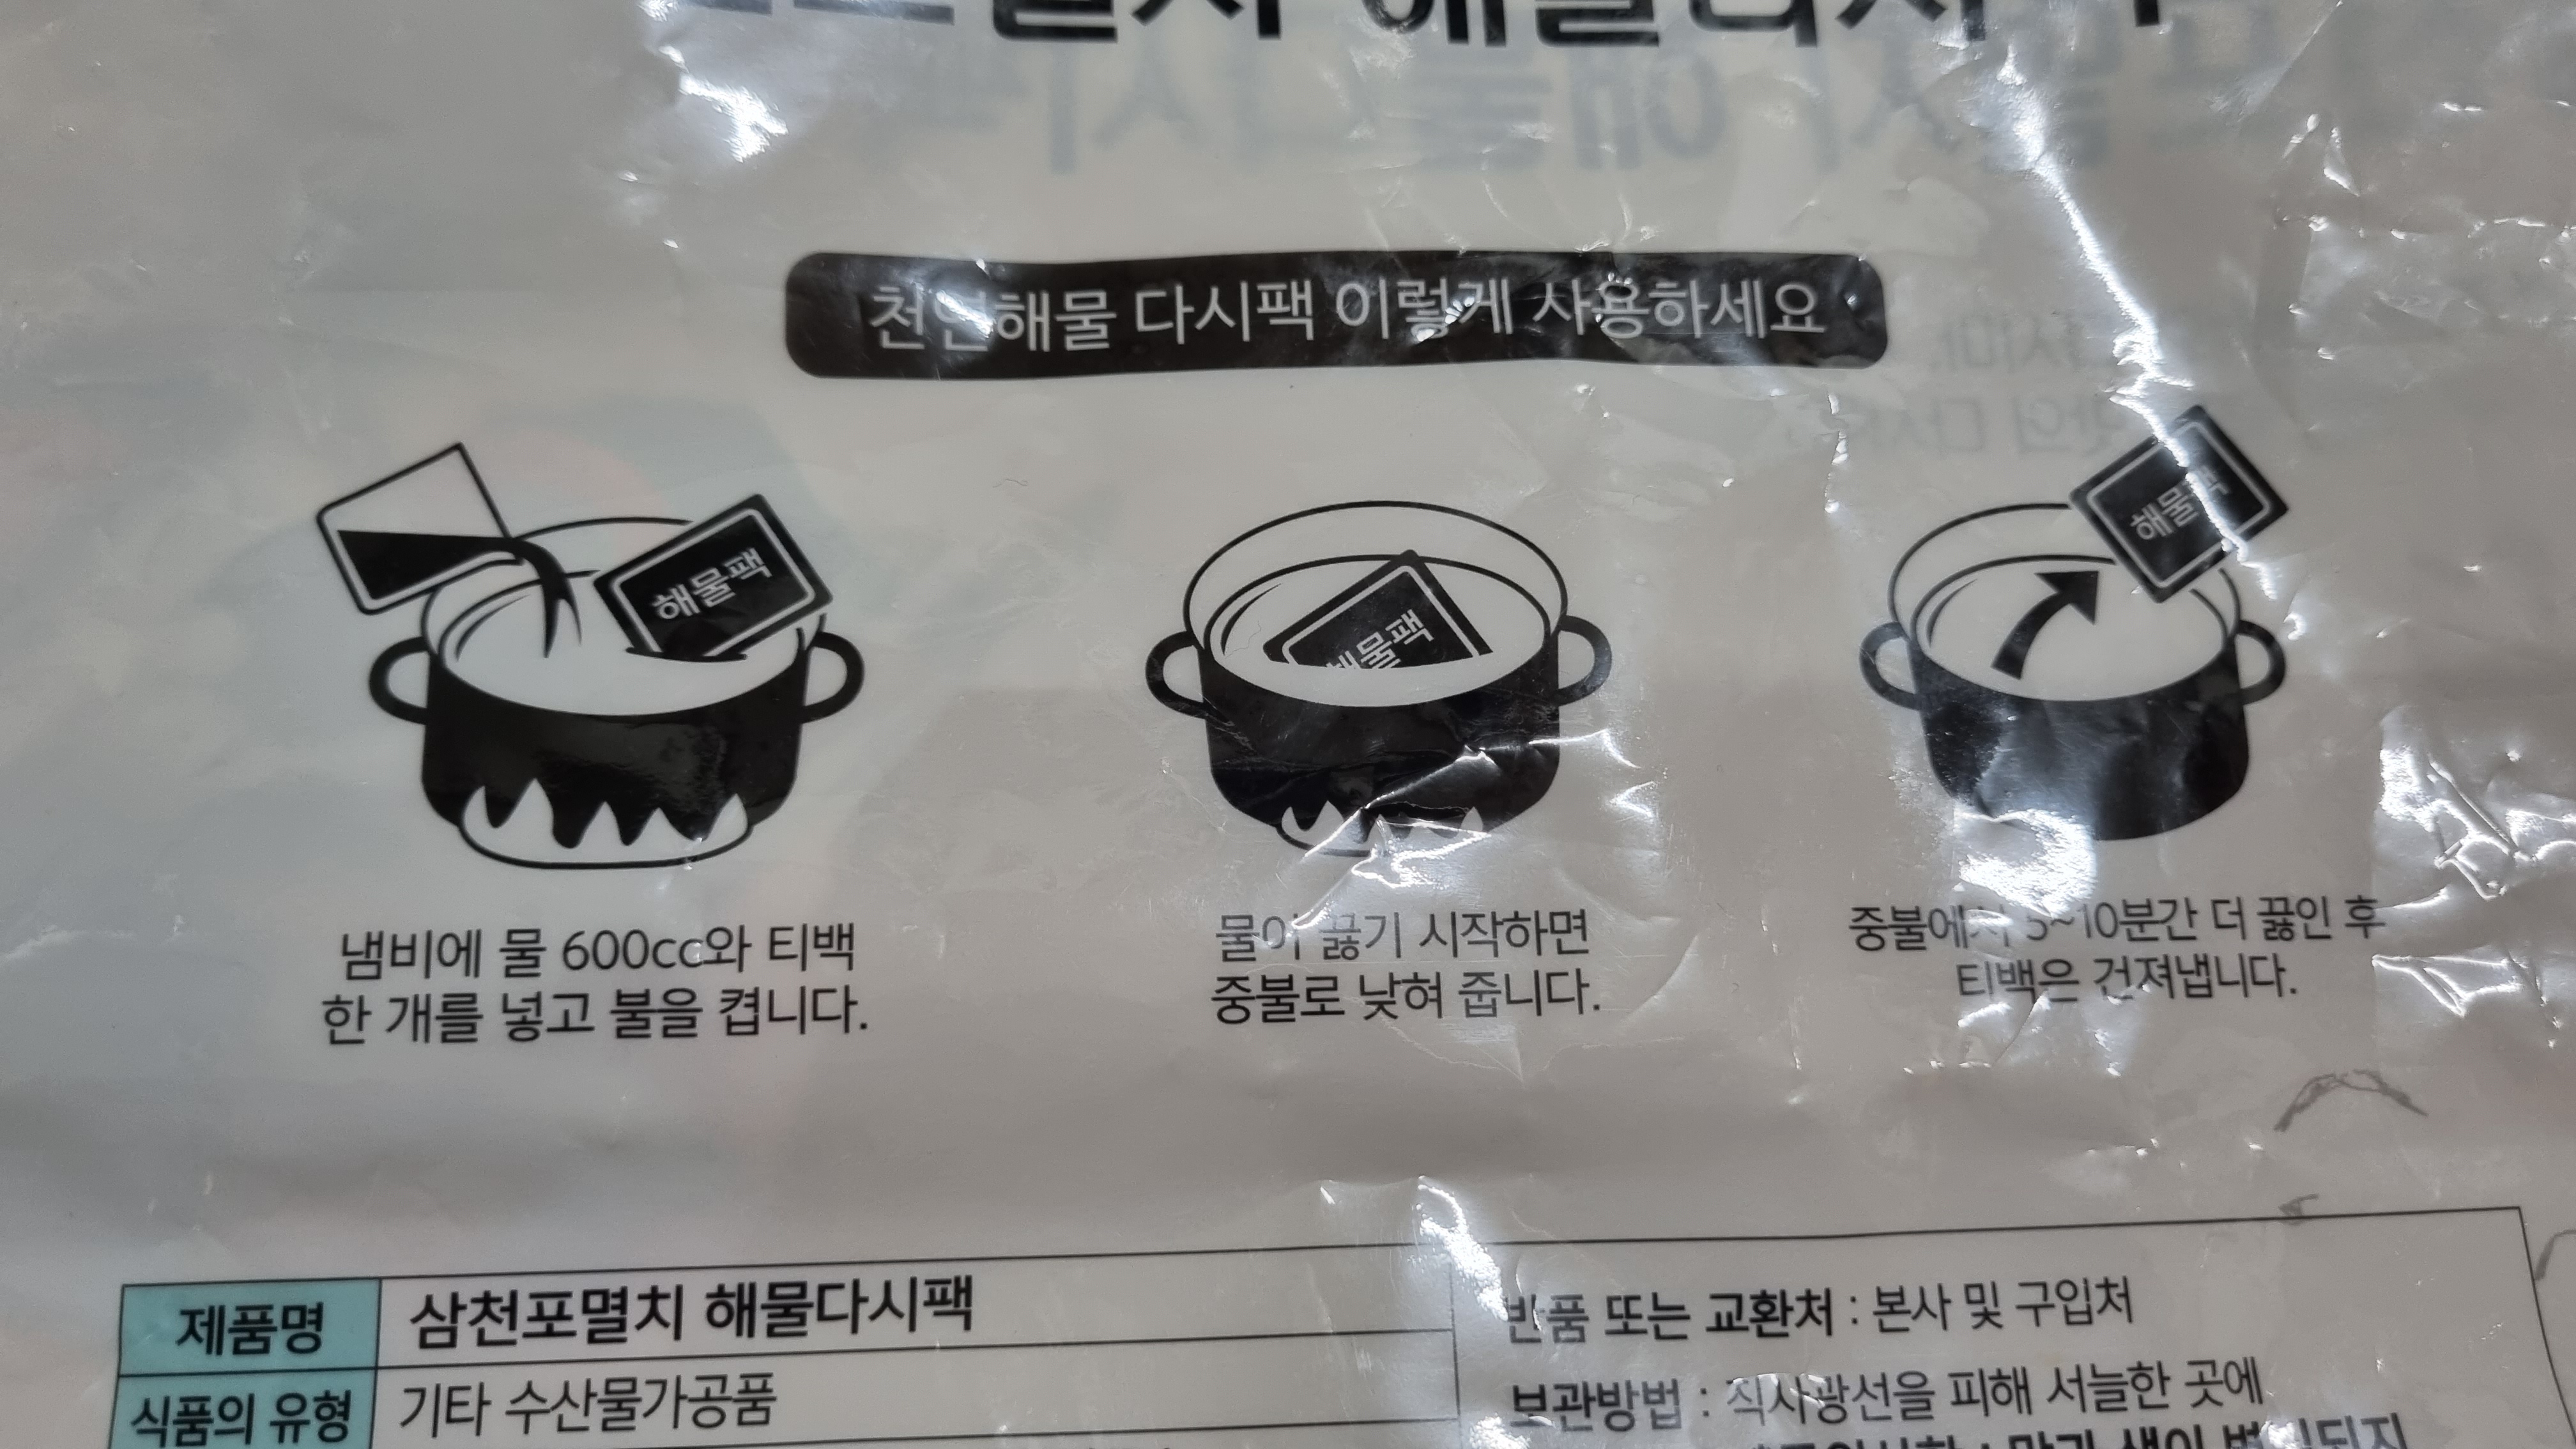 천연해물 다시팩 이렇게 사용하세요
해물팩
해물팩
해물팩
냄비에 물 600cc와 티백
한 개를 넣고 불을 켭니다.
물이 끓기 시작하면
중불로 낮혀 줍니다.
중불에서 5~10분간 더 끓인 후
티백은 건져냅니다.
제품명 삼천포멸치 해물다시팩
식품의 유형 기타 수산물가공품
반품 또는 교환처 : 본사 및 구입처
보관방법 : 직사광선을 피해 서늘한 곳에